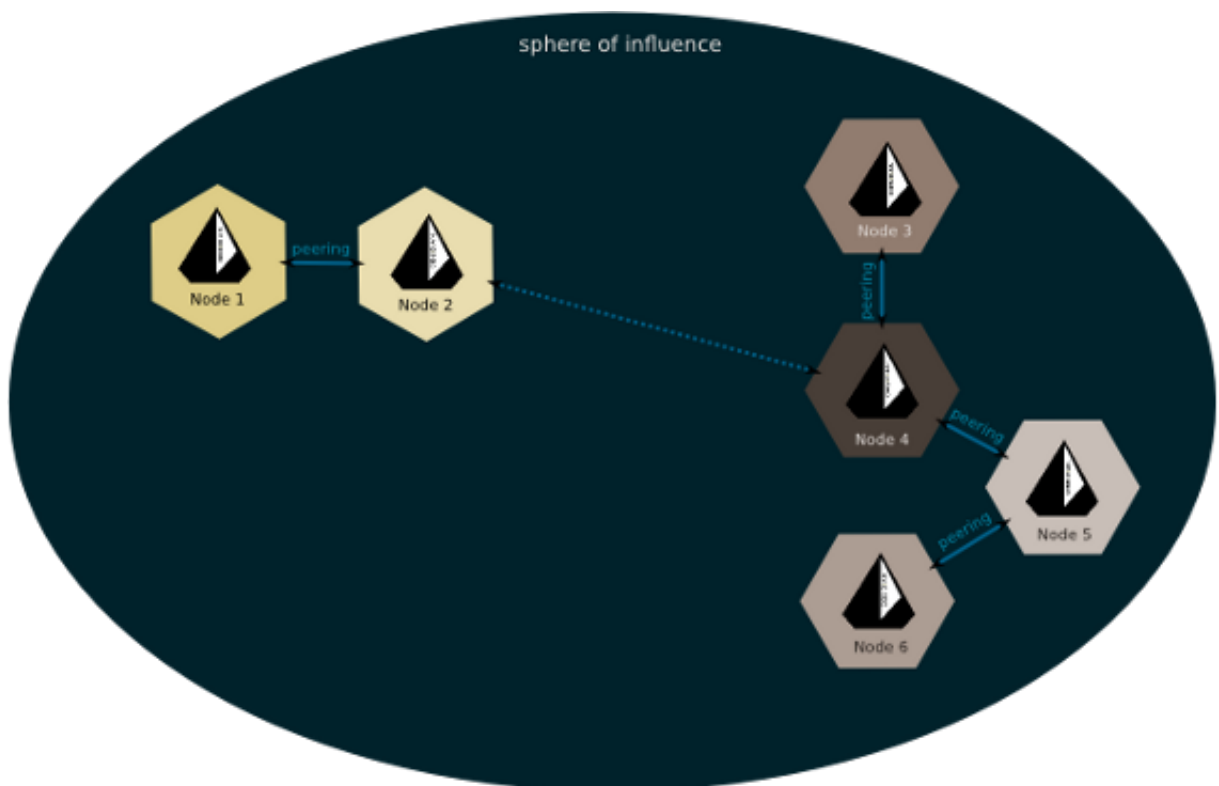 sphere of influence
Node 1
peering
Node 2
Node 3
peering
Node 4
peering
Node 5
peering
Node 6